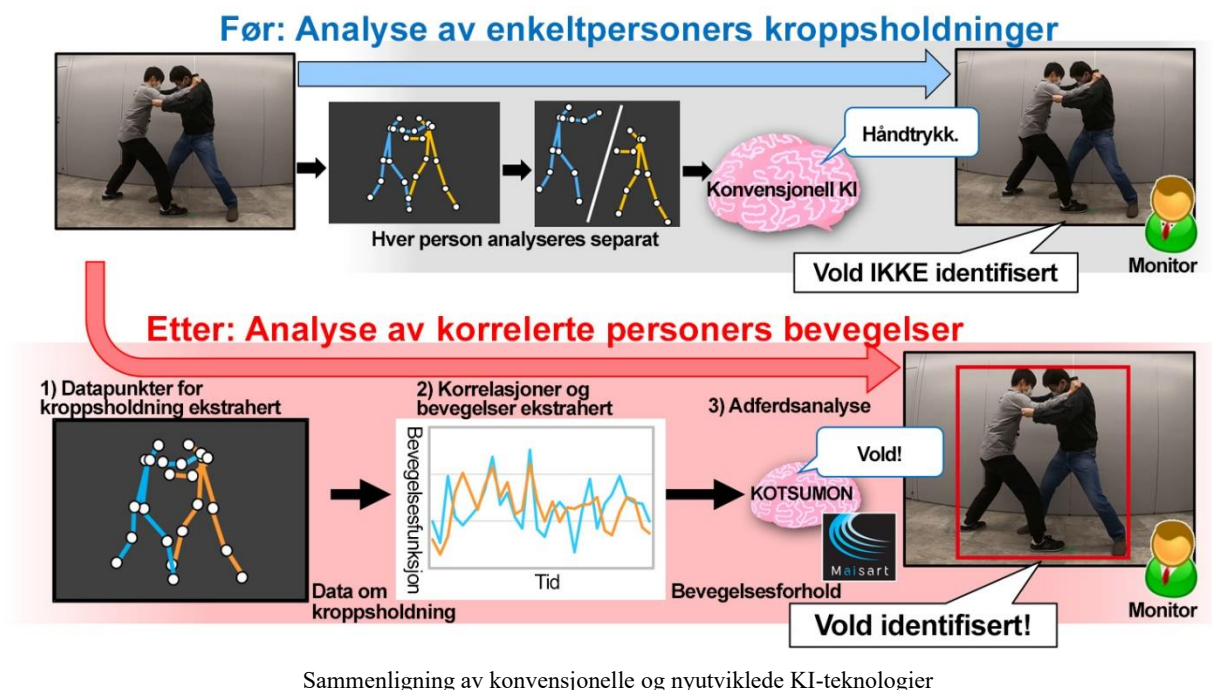 Før: Analyse av enkeltpersoners kroppsholdninger
Håndtrykk.
Konvensjonell KI
Hver person analyseres separat
Vold IKKE identifisert
Monitor
Etter: Analyse av korrelerte personers bevegelser
1) Datapunkter for
kroppsholdning ekstrahert
2) Korrelasjoner og
bevegelser ekstrahert
3) Adferdsanalyse
Bevegelsesfunksjon
Tid
Vold!
KOTSUMON
Maisart
Data om
kroppsholdning
Bevegelsesforhold
Vold identifisert!
Monitor
Sammenligning av konvensjonelle og nyutviklede KI-teknologier